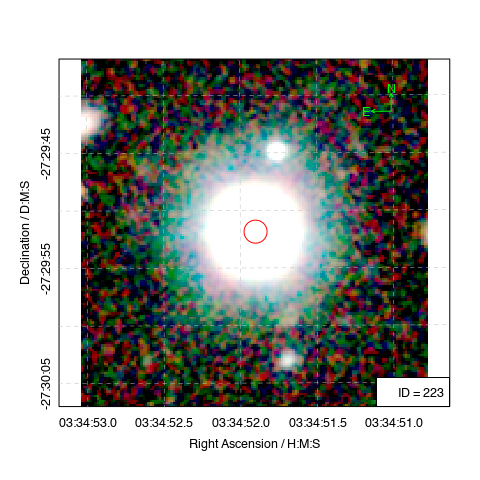 N
E
-27:29:45
-27:29:55
-27:30:05
Declination / D:M:S
ID = 223
03:34:53.0 03:34:52.5 03:34:52.0 03:34:51.5 03:34:51.0
Right Ascension / H:M:S